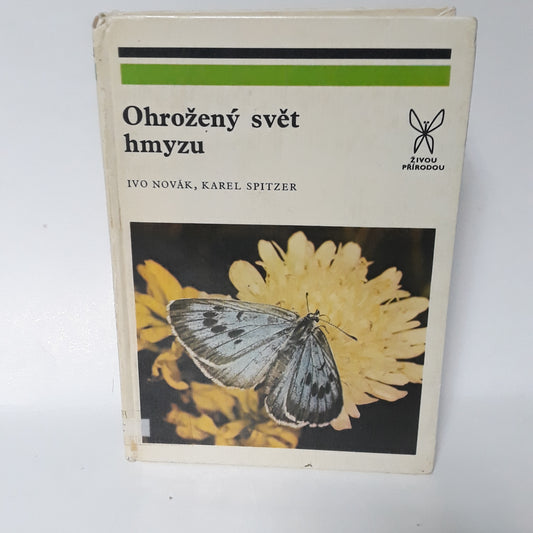 Ohrožený svět
hmyzu
IVO NOVÁK, KAREL SPITZER
ŽIVOU
PŘÍRODOU